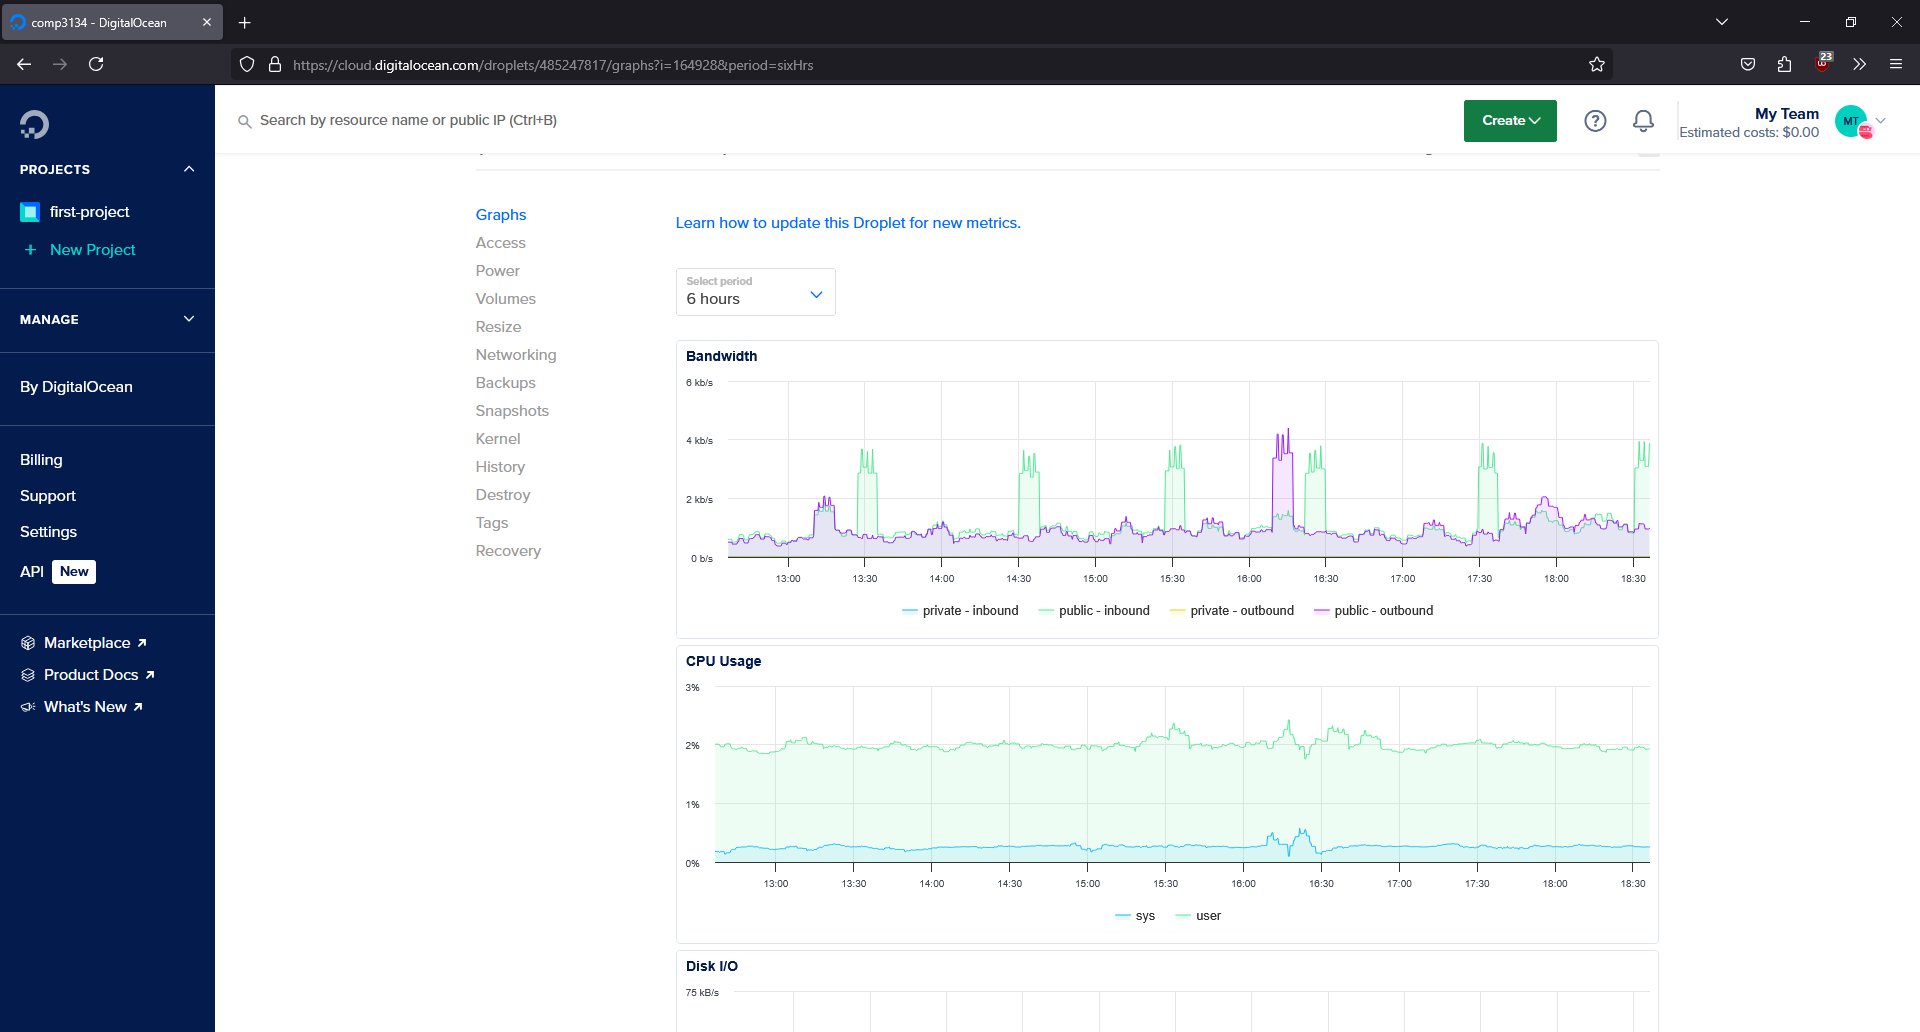 comp3134 - DigitalOcean
https://cloud.digitalocean.com/droplets/485247817/graphs?i=164928&period=sixHrs
23
Search by resource name or public IP (Ctrl+B)
Create
My Team
Estimated costs: $0.00
MT
PROJECTS
first-project
New Project
MANAGE
By DigitalOcean
Billing
Support
Settings
API New
Marketplace
Product Docs
What's New
Graphs
Access
Power
Volumes
Resize
Networking
Backups
Snapshots
Kernel
History
Destroy
Tags
Recovery
Learn how to update this Droplet for new metrics.
Select period
6 hours
Bandwidth
6 kb/s
4 kb/s
2 kb/s
0 b/s
13:00 13:30 14:00 14:30 15:00 15:30 16:00 16:30 17:00 17:30 18:00 18:30
private - inbound public - inbound private - outbound public - outbound
CPU Usage
3%
2%
1%
0%
13:00 13:30 14:00 14:30 15:00 15:30 16:00 16:30 17:00 17:30 18:00 18:30
sys user
Disk I/O
75 kB/s